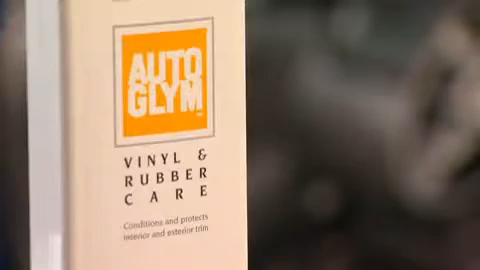 AUTO
GLYM
VINYL &
RUBBER
CARE
Conditions and protects
interior and exterior trim